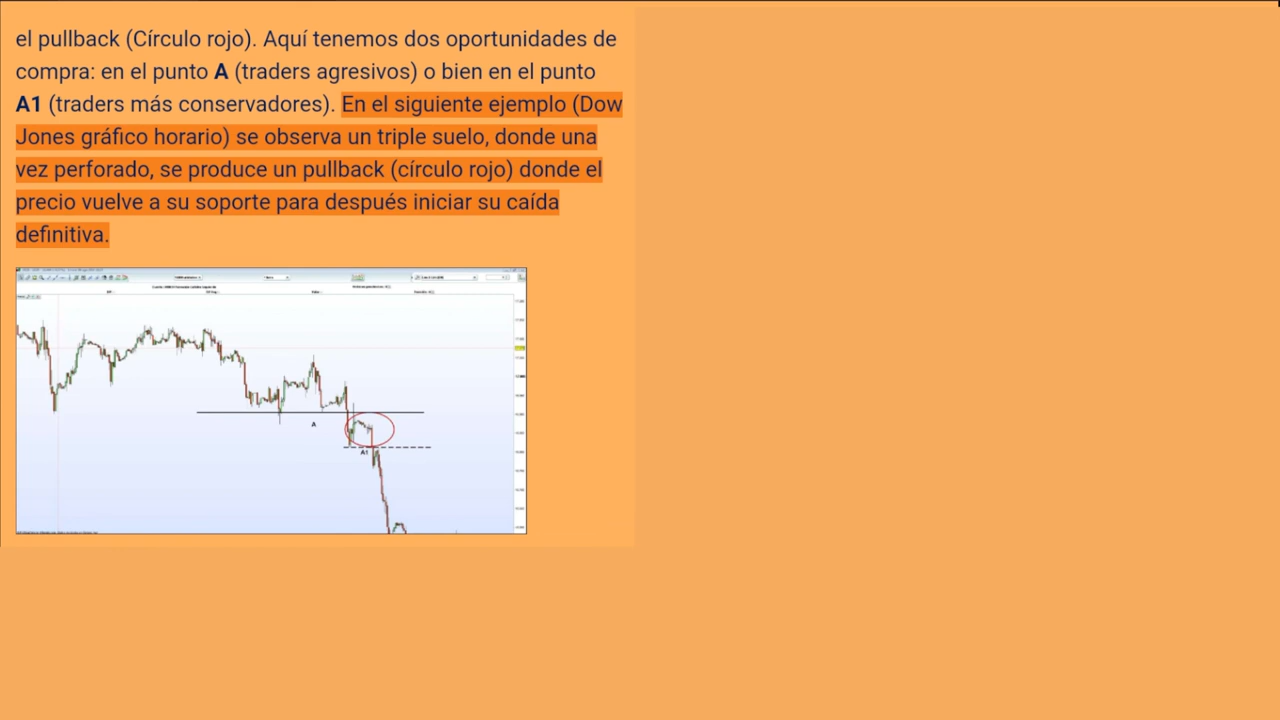 el pullback (Círculo rojo). Aquí tenemos dos oportunidades de
compra: en el punto A (traders agresivos) o bien en el punto
A1 (traders más conservadores). En el siguiente ejemplo (Dow
Jones gráfico horario) se observa un triple suelo, donde una
vez perforado, se produce un pullback (círculo rojo) donde el
precio vuelve a su soporte para después iniciar su caída
definitiva.
A
A1